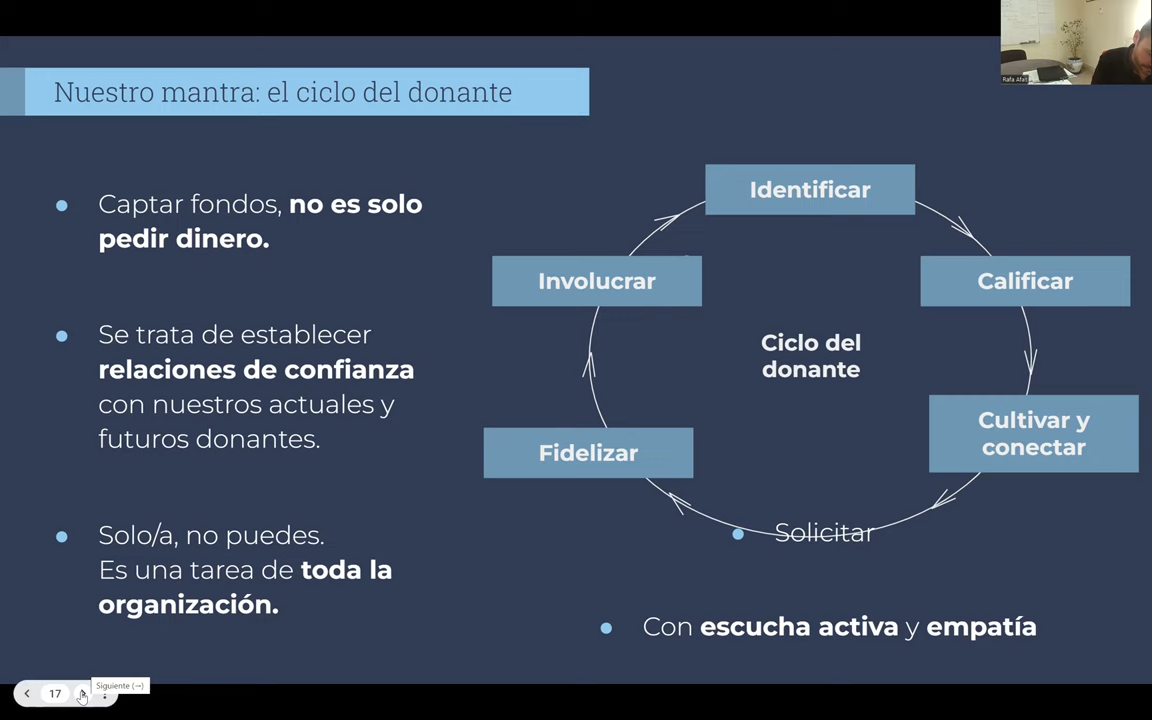 Nuestro mantra: el ciclo del donante
Captar fondos, no es solo
pedir dinero.
Se trata de establecer
relaciones de confianza
con nuestros actuales y
futuros donantes.
Solo/a, no puedes.
Es una tarea de toda la
organización.
Identificar
Involucrar
Calificar
Ciclo del
donante
Cultivar y
conectar
Fidelizar
Solicitar
Con escucha activa y empatía
17
Siguiente (→)